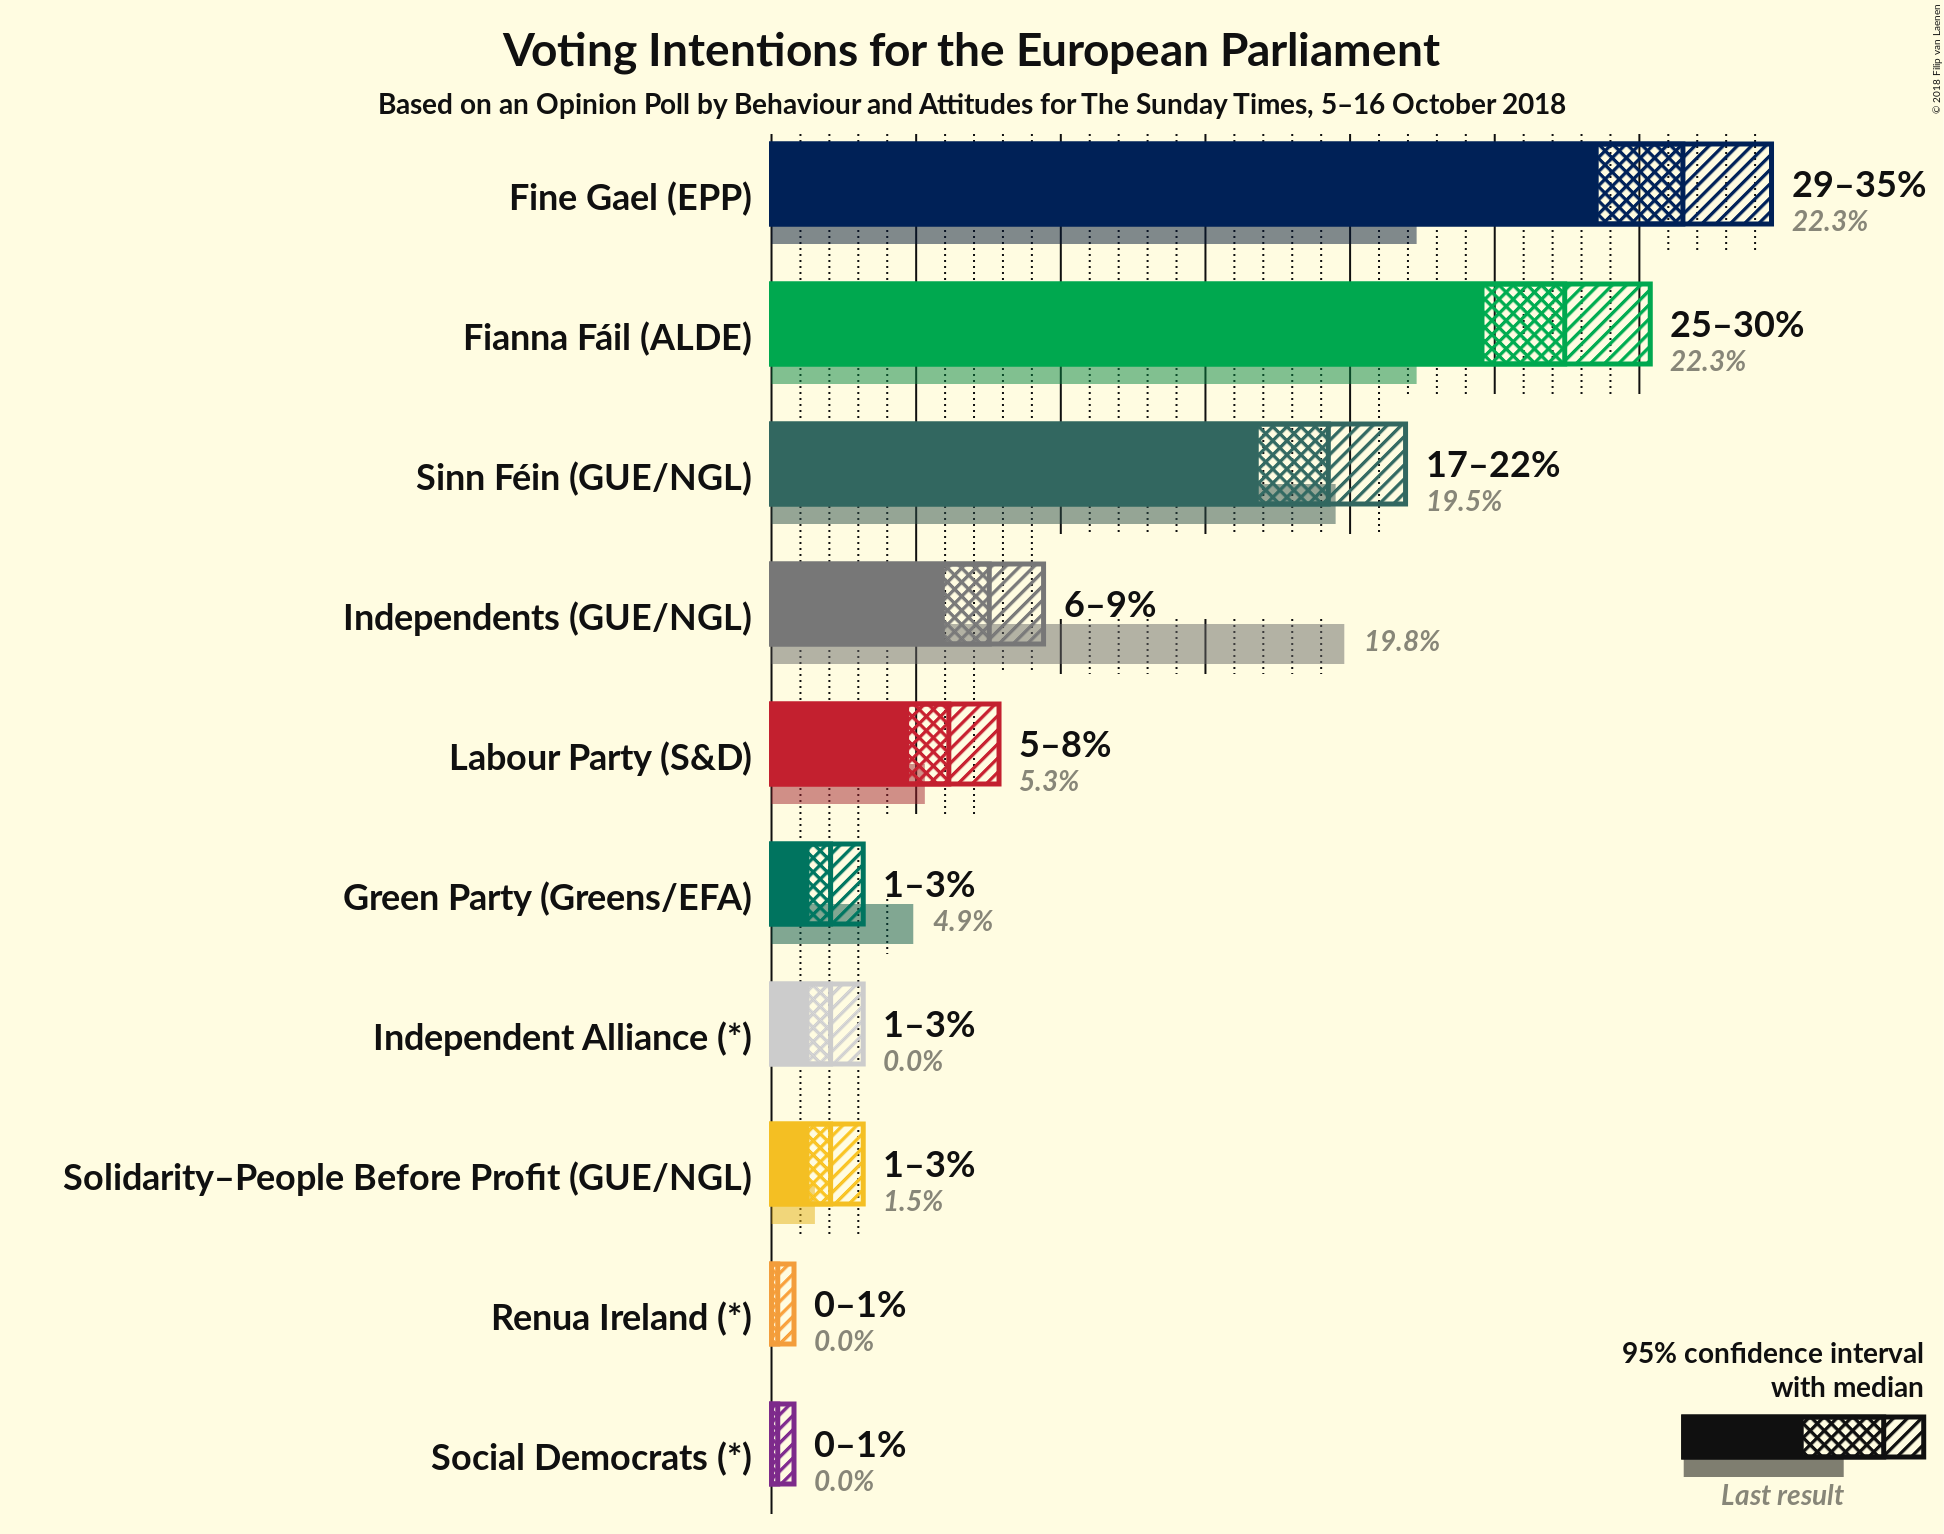 Voting Intentions for the European Parliament
Based on an Opinion Poll by Behaviour and Attitudes for The Sunday Times, 5–16 October 2018
© 2018 Filip van Laenen
Fine Gael (EPP)
29–35%
22.3%
Fianna Fáil (ALDE)
25–30%
22.3%
Sinn Féin (GUE/NGL)
17–22%
19.5%
Independents (GUE/NGL)
6–9%
19.8%
Labour Party (S&D)
5–8%
5.3%
Green Party (Greens/EFA)
1–3%
4.9%
Independent Alliance (*)
1–3%
0.0%
Solidarity–People Before Profit (GUE/NGL)
1–3%
1.5%
Renua Ireland (*)
0–1%
0.0%
Social Democrats (*)
0–1%
0.0%
95% confidence interval
with median
Last result